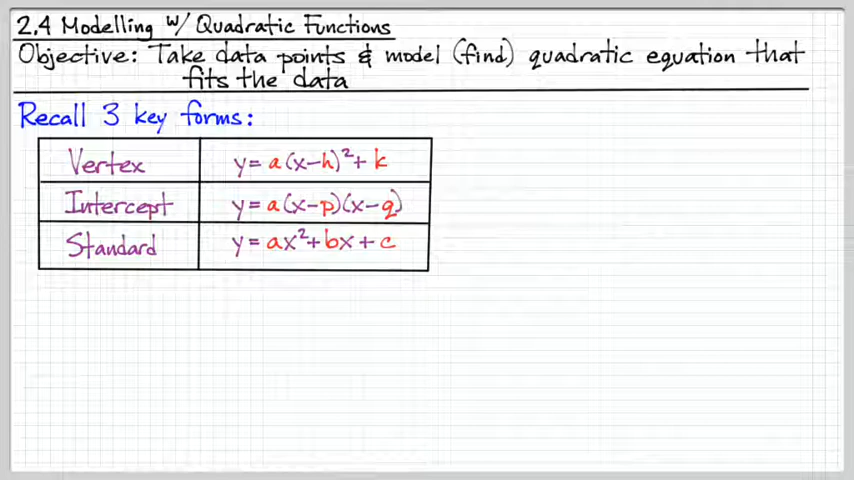 2.4 Modelling w/ Quadratic Functions
Objective: Take data points & model (find) quadratic equation that
fits the data
Recall 3 key forms:
Vertex y = a(x-h)²+k
Intercept y = a(x-p)(x-q)
Standard y = ax²+bx+c